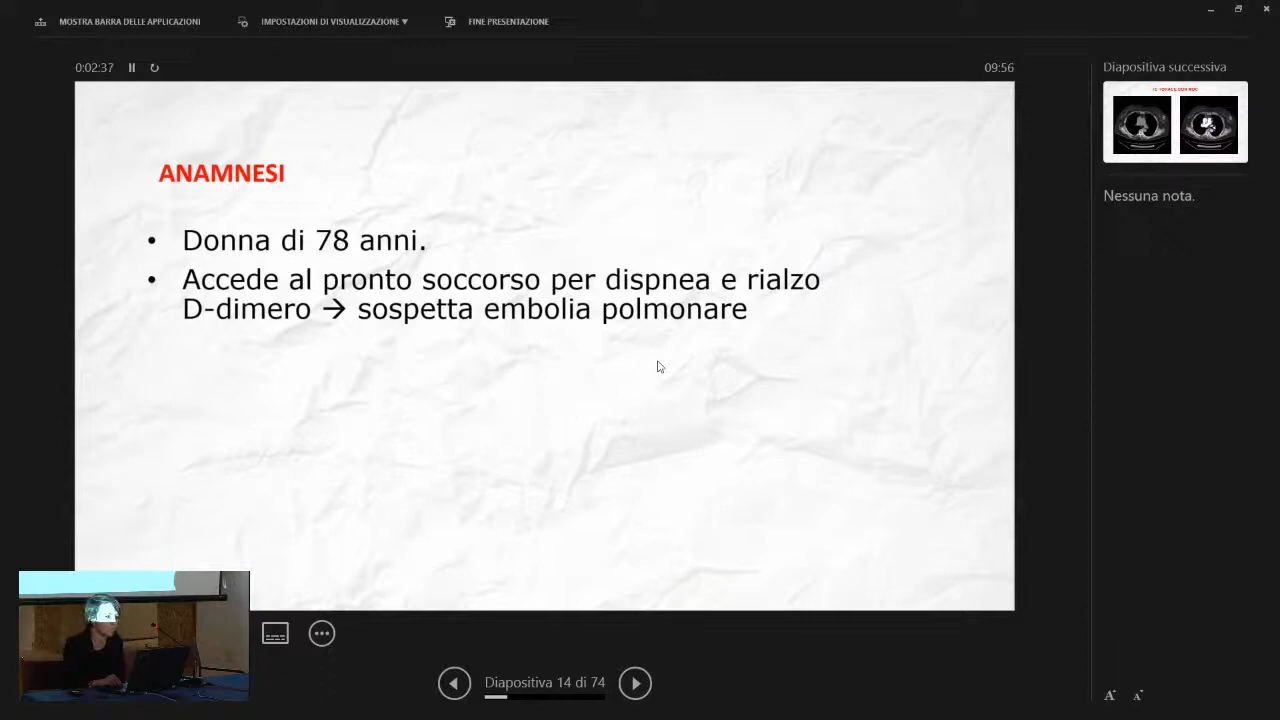 MOSTRA BARRA DELLE APPLICAZIONI
IMPOSTAZIONI DI VISUALIZZAZIONE ▼
FINE PRESENTAZIONE
0:02:37
09:56
ANAMNESI
• Donna di 78 anni.
• Accede al pronto soccorso per dispnea e rialzo
D-dimero → sospetta embolia polmonare
Diapositiva successiva
Nessuna nota.
Diapositiva 14 di 74
A A